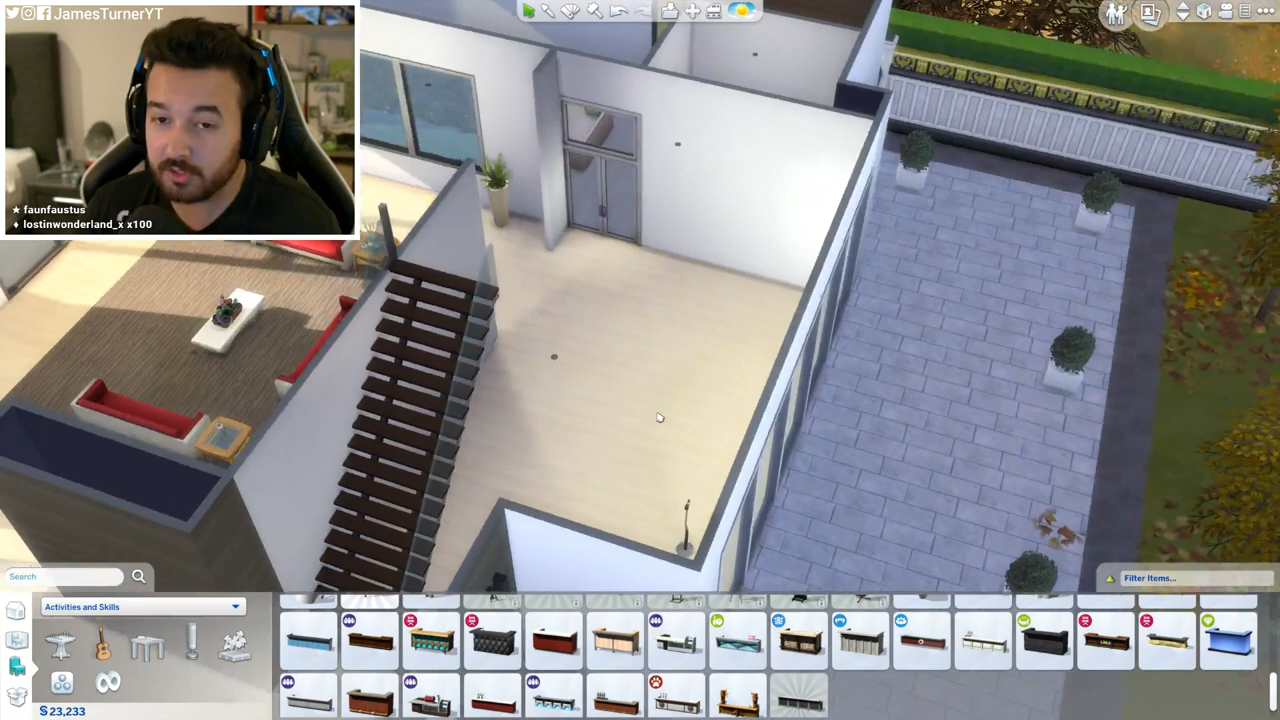 JamesTurnerYT
★ faunfaustus
♦ lostinwonderland_x x100
Search
Filter Items...
Activities and Skills
§23,233